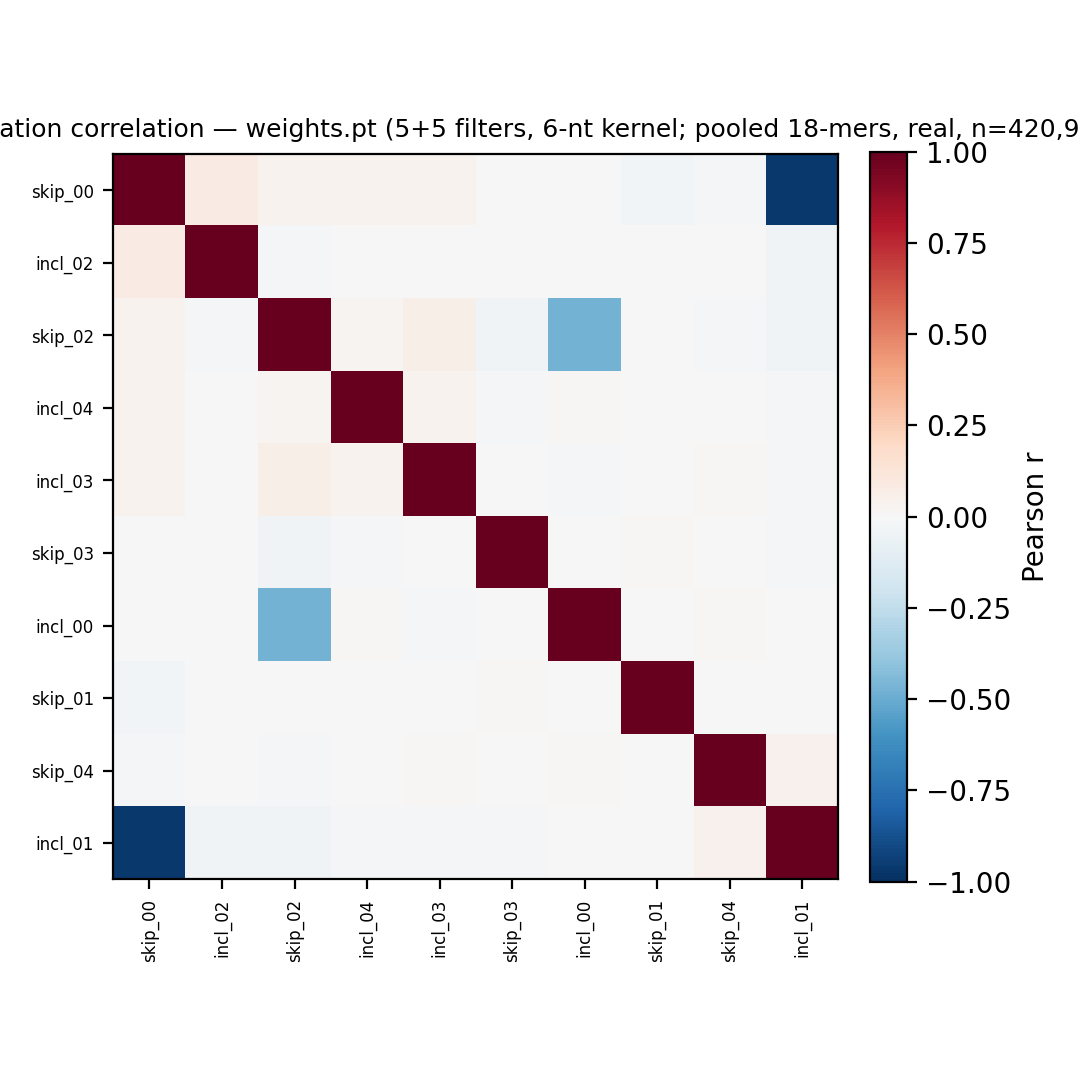 ation correlation — weights.pt (5+5 filters, 6-nt kernel; pooled 18-mers, real, n=420,9
skip_00
incl_02
skip_02
incl_04
incl_03
skip_03
incl_00
skip_01
skip_04
incl_01
skip_00
incl_02
skip_02
incl_04
incl_03
skip_03
incl_00
skip_01
skip_04
incl_01
1.00
0.75
0.50
0.25
0.00
−0.25
−0.50
−0.75
−1.00
Pearson r